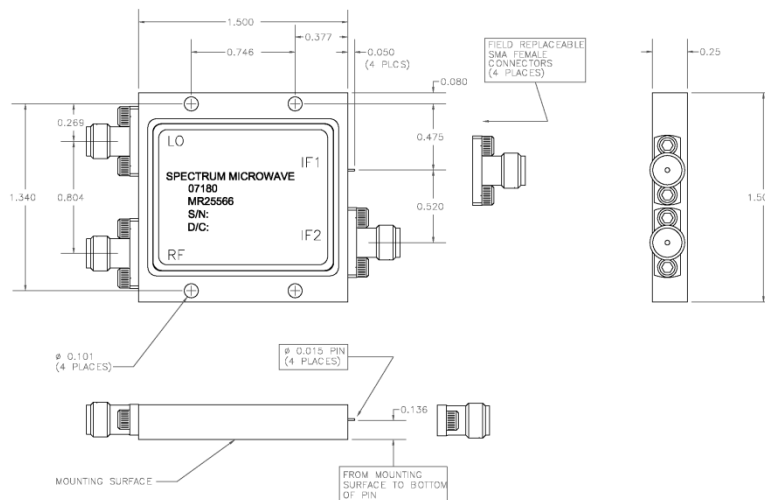 1.500
0.377
0.746
0.050
(4 PLCS)
FIELD REPLACEABLE
SMA FEMALE
CONNECTORS
(4 PLACES)
0.25
0.080
0.269
0.475
LO
IF1
SPECTRUM MICROWAVE
07180
MR25566
S/N:
D/C:
1.340
0.804
0.520
1.50
IF2
RF
ø 0.101
(4 PLACES)
ø 0.015 PIN
(4 PLACES)
0.136
MOUNTING SURFACE
FROM MOUNTING
SURFACE TO BOTTOM
OF PIN